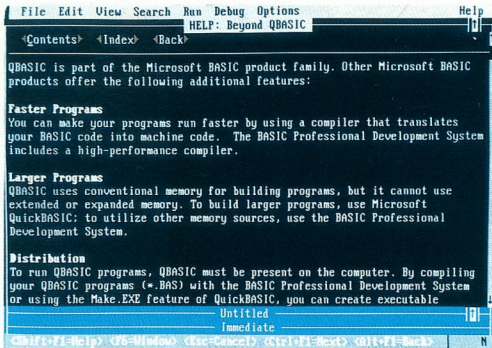 File Edit View Search Run Debug Options Help
HELP: Beyond QBASIC
◄Contents► ◄Index► ◄Back►
QBASIC is part of the Microsoft BASIC product family. Other Microsoft BASIC
products offer the following additional features:
Faster Programs
You can make your programs run faster by using a compiler that translates
your BASIC code into machine code. The BASIC Professional Development System
includes a high-performance compiler.
Larger Programs
QBASIC uses conventional memory for building programs, but it cannot use
extended or expanded memory. To build larger programs, use Microsoft
QuickBASIC: to utilize other memory sources, use the BASIC Professional
Development System.
Distribution
To run QBASIC programs, QBASIC must be present on the computer. By compiling
your QBASIC programs (*.BAS) with the BASIC Professional Development System
or using the Make.EXE feature of QuickBASIC, you can create executable
Untitled
Immediate
<Shift+F1=Help> <F6=Window> <Esc=Cancel> <Ctrl+F1=Next> <Alt+F1=Back> N